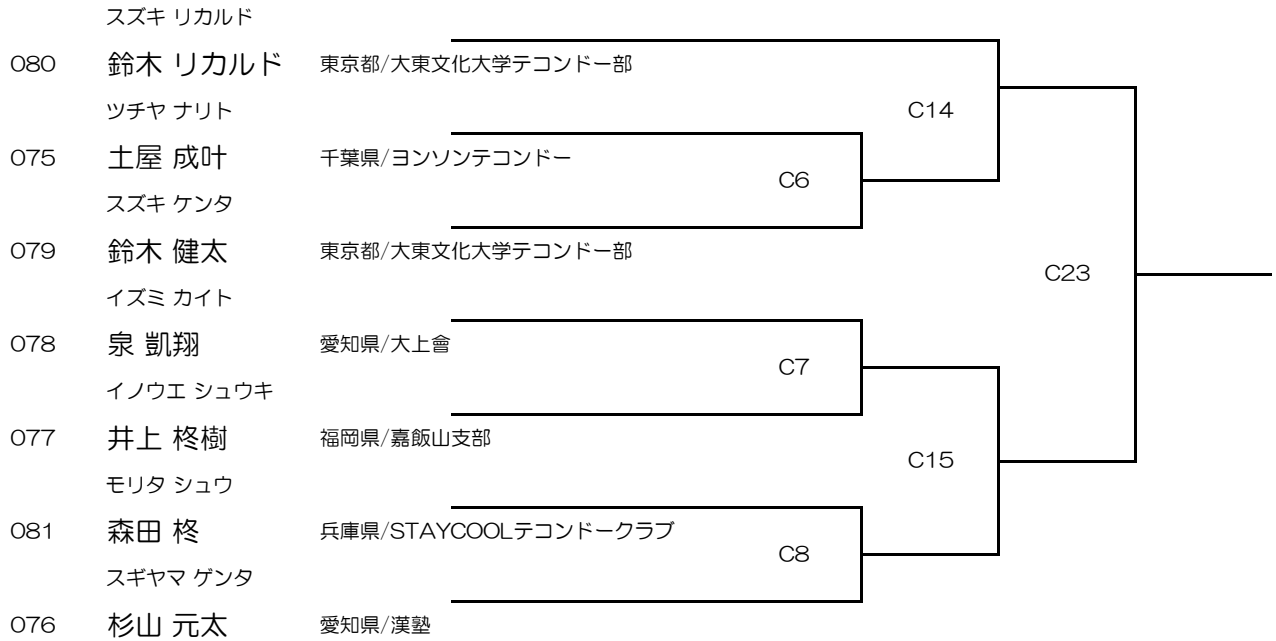 スズキ リカルド
080 鈴木 リカルド 東京都/大東文化大学テコンドー部
ツチヤ ナリト C14
075 土屋 成叶 千葉県/ヨンソンテコンドー
C6
スズキ ケンタ
079 鈴木 健太 東京都/大東文化大学テコンドー部
C23
イズミ カイト
078 泉 凱翔 愛知県/大上會
C7
イノウエ シュウキ
077 井上 柊樹 福岡県/嘉飯山支部
C15
モリタ シュウ
081 森田 柊 兵庫県/STAYCOOLテコンドークラブ
C8
スギヤマ ゲンタ
076 杉山 元太 愛知県/漢塾